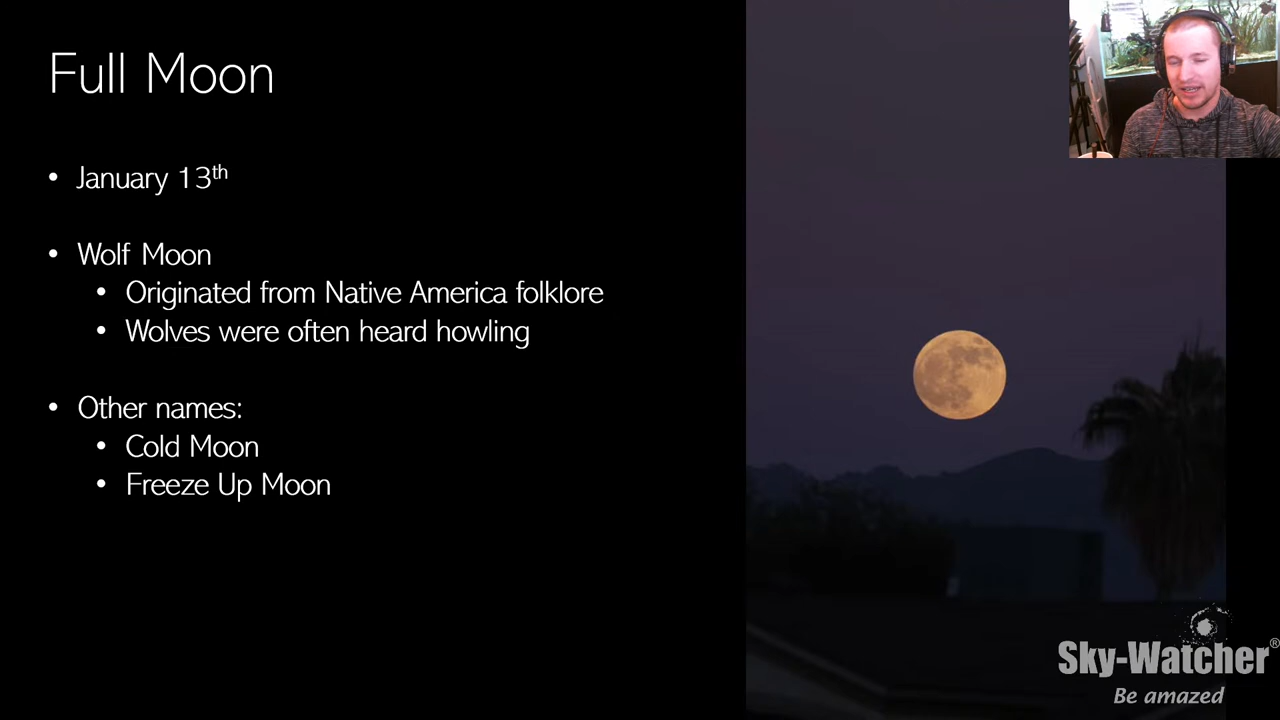 Full Moon
• January 13th
• Wolf Moon
• Originated from Native America folklore
• Wolves were often heard howling
• Other names:
• Cold Moon
• Freeze Up Moon
Sky-Watcher®
Be amazed